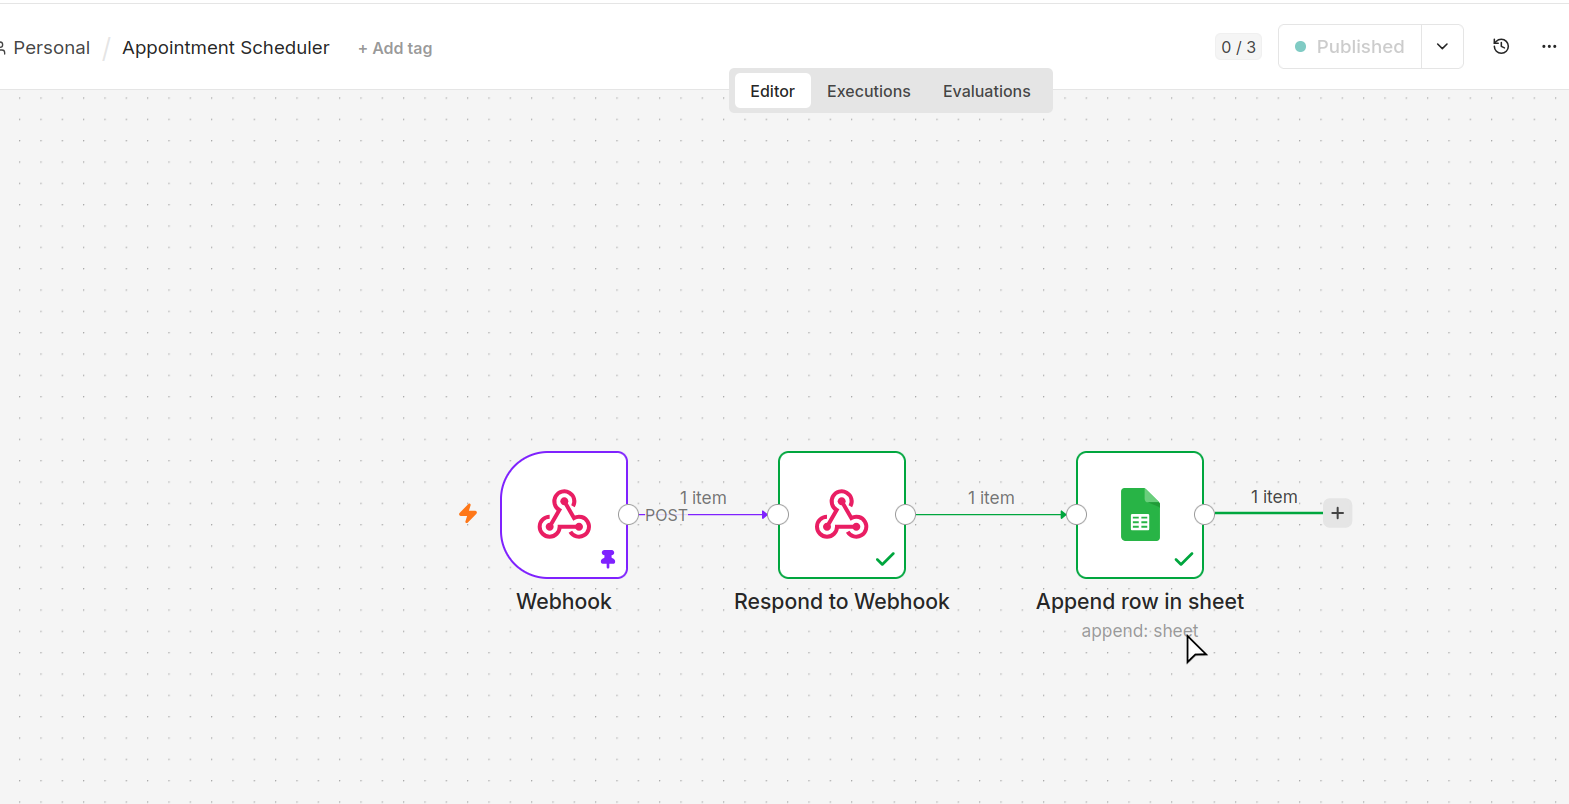 Personal / Appointment Scheduler + Add tag
0 / 3 Published
Editor Executions Evaluations
1 item
POST
1 item
1 item
Webhook
Respond to Webhook
Append row in sheet
append: sheet